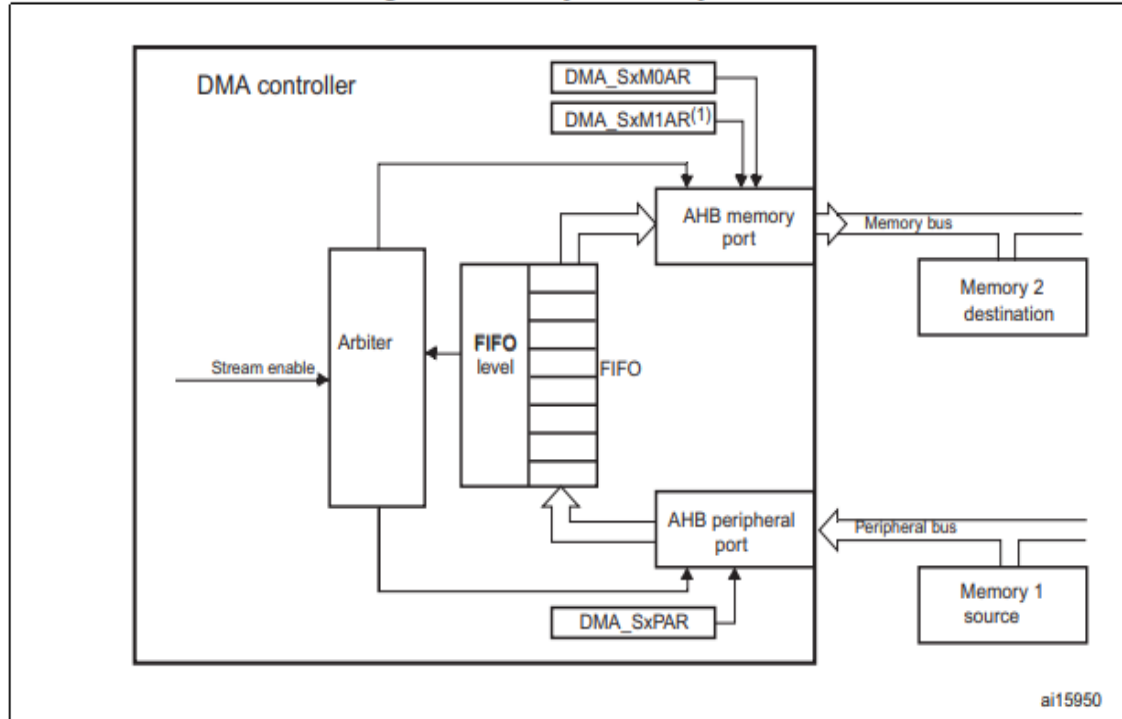 DMA controller
DMA_SxM0AR
DMA_SxM1AR(1)
AHB memory
port
Memory bus
Memory 2
destination
Arbiter
FIFO
level
FIFO
Stream enable
AHB peripheral
port
Peripheral bus
Memory 1
source
DMA_SxPAR
ai15950